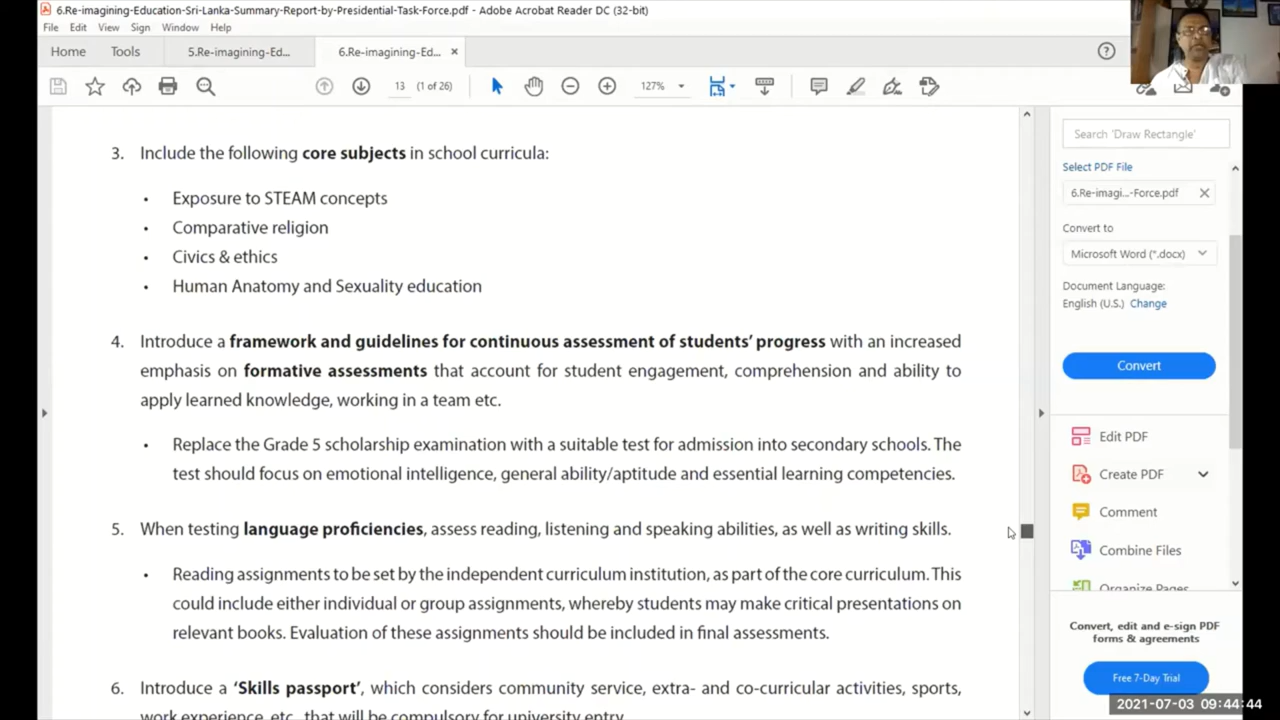 6.Re-imagining-Education-Sri-Lanka-Summary-Report-by-Presidential-Task-Force.pdf - Adobe Acrobat Reader DC (32-bit)
File Edit View Sign Window Help
Home Tools 5.Re-imagining-Ed... 6.Re-imagining-Ed... ×
13 (1 of 26) 127%
3. Include the following core subjects in school curricula:
• Exposure to STEAM concepts
• Comparative religion
• Civics & ethics
• Human Anatomy and Sexuality education
4. Introduce a framework and guidelines for continuous assessment of students' progress with an increased
emphasis on formative assessments that account for student engagement, comprehension and ability to
apply learned knowledge, working in a team etc.
• Replace the Grade 5 scholarship examination with a suitable test for admission into secondary schools. The
test should focus on emotional intelligence, general ability/aptitude and essential learning competencies.
5. When testing language proficiencies, assess reading, listening and speaking abilities, as well as writing skills.
• Reading assignments to be set by the independent curriculum institution, as part of the core curriculum. This
could include either individual or group assignments, whereby students may make critical presentations on
relevant books. Evaluation of these assignments should be included in final assessments.
6. Introduce a 'Skills passport', which considers community service, extra- and co-curricular activities, sports,
work experience, etc., that will be compulsory for university entry.
Search 'Draw Rectangle'
Select PDF File
6.Re-imagi...-Force.pdf
Convert to
Microsoft Word (*.docx)
Document Language:
English (U.S.) Change
Convert
Edit PDF
Create PDF
Comment
Combine Files
Organize Pages
Convert, edit and e-sign PDF
forms & agreements
Free 7-Day Trial
2021-07-03 09:44:44